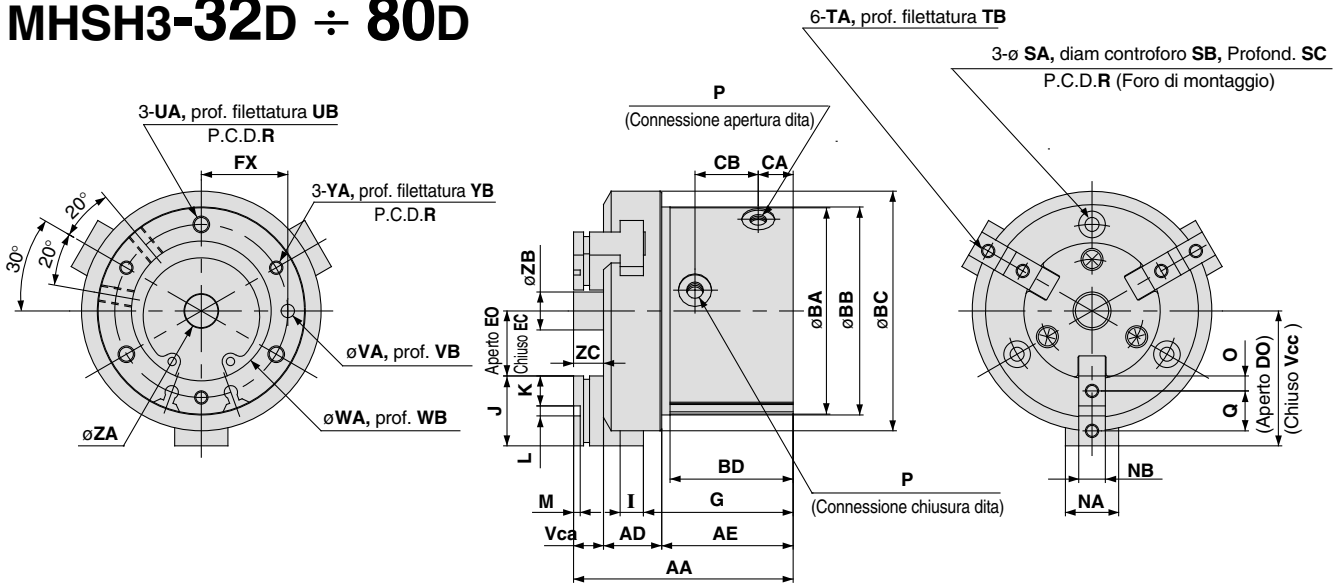 MHSH3-32D ÷ 80D
6-TA, prof. filettatura TB
3-ø SA, diam controforo SB, Profond. SC
P.C.D.R (Foro di montaggio)
3-UA, prof. filettatura UB
P.C.D.R
P
(Connessione apertura dita)
FX
CB
CA
3-YA, prof. filettatura YB
P.C.D.R
20°
20°
30°
øZB
Aperto EO
Chiuso EC
ZC
øBA
øBB
øBC
øVA, prof. VB
K
J
O
Q
(Aperto DO)
(Chiuso Vcc)
øWA, prof. WB
øZA
L
BD
P
(Connessione chiusura dita)
NB
NA
M
I
G
Vca
AD
AE
AA